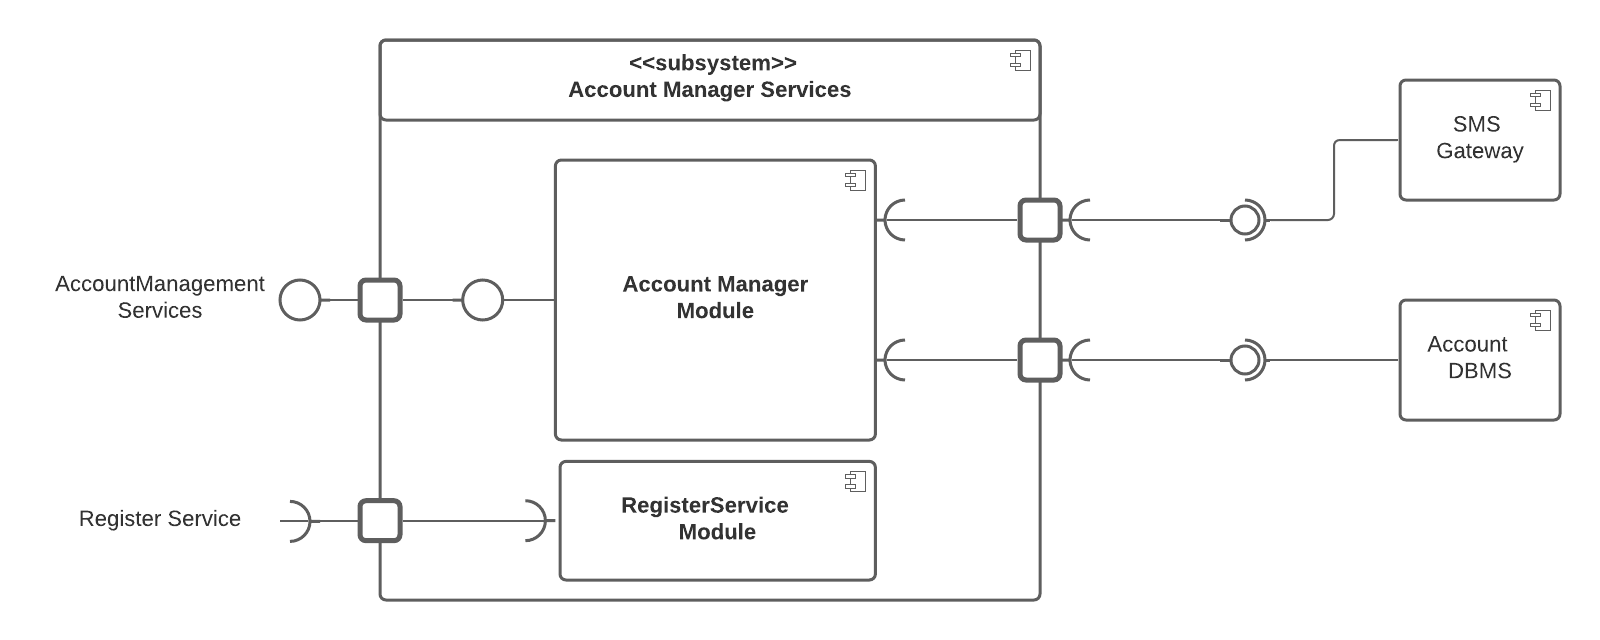 <<subsystem>>
Account Manager Services
SMS
Gateway
Account Manager
Module
AccountManagement
Services
Account
DBMS
RegisterService
Module
Register Service